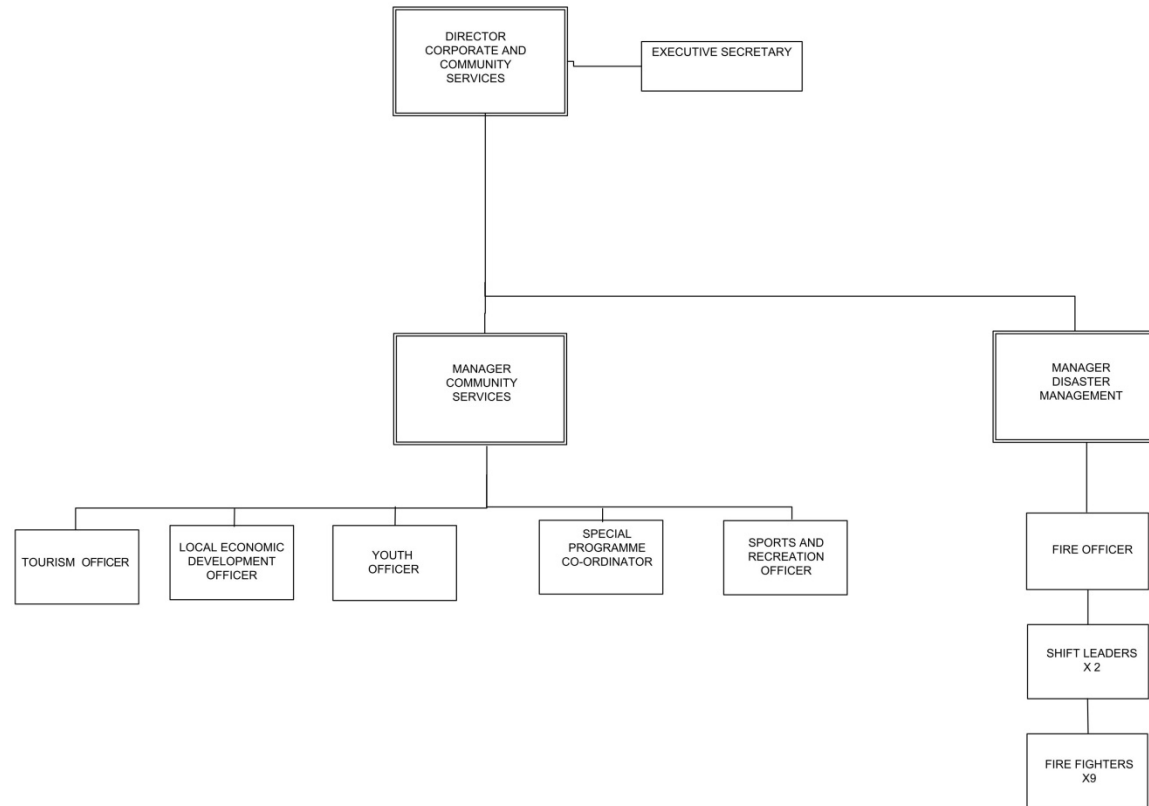 DIRECTOR
CORPORATE AND
COMMUNITY
SERVICES
EXECUTIVE SECRETARY
MANAGER
COMMUNITY
SERVICES
MANAGER
DISASTER
MANAGEMENT
TOURISM OFFICER
LOCAL ECONOMIC
DEVELOPMENT
OFFICER
YOUTH
OFFICER
SPECIAL
PROGRAMME
CO-ORDINATOR
SPORTS AND
RECREATION
OFFICER
FIRE OFFICER
SHIFT LEADERS
X 2
FIRE FIGHTERS
X9